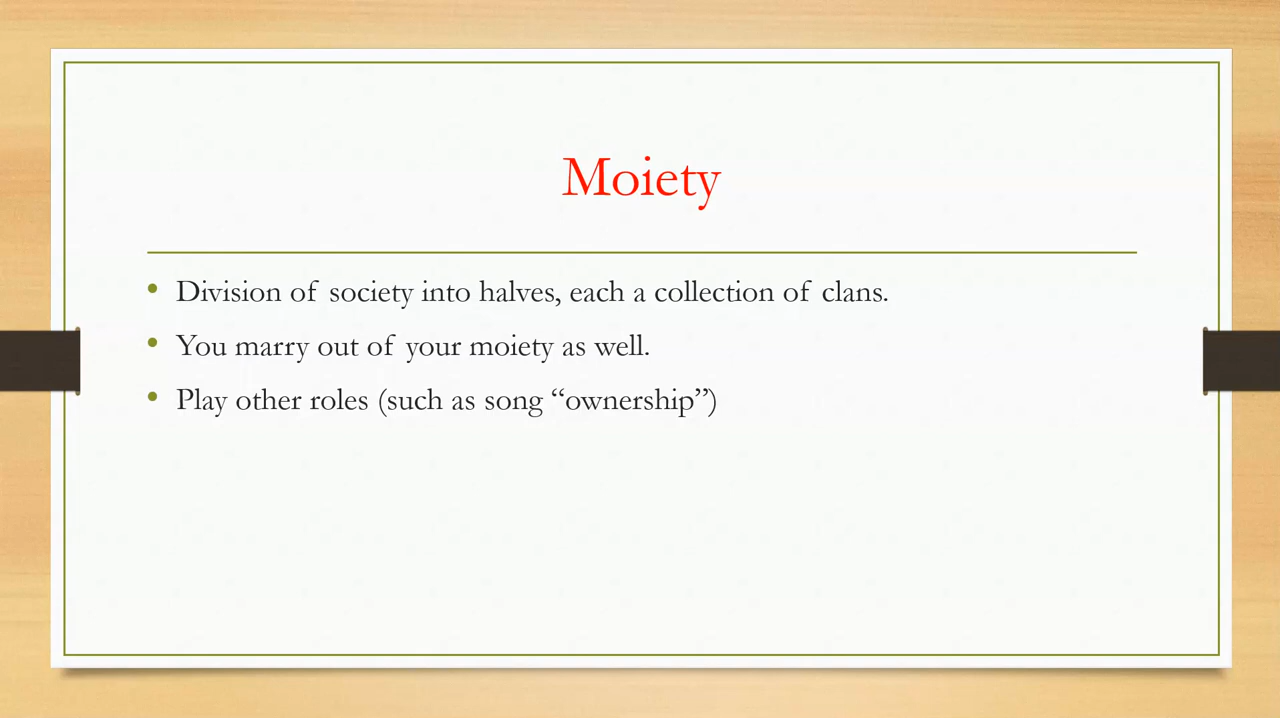 Moiety
• Division of society into halves, each a collection of clans.
• You marry out of your moiety as well.
• Play other roles (such as song “ownership”)